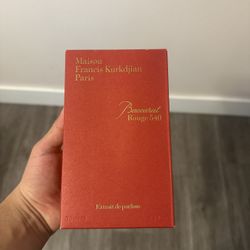 Maison
Francis Kurkdjian
Paris
Baccarat
Rouge 540
Extrait de parfum